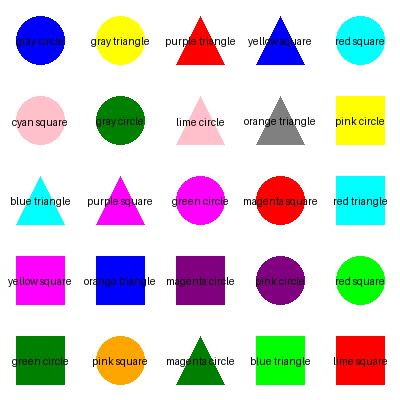 gray circle
gray triangle
purple triangle
yellow square
red square
cyan square
gray circle
lime circle
orange triangle
pink circle
blue triangle
purple square
green circle
magenta square
red triangle
yellow square
orange triangle
magenta circle
pink circle
red square
green circle
pink square
magenta circle
blue triangle
lime square